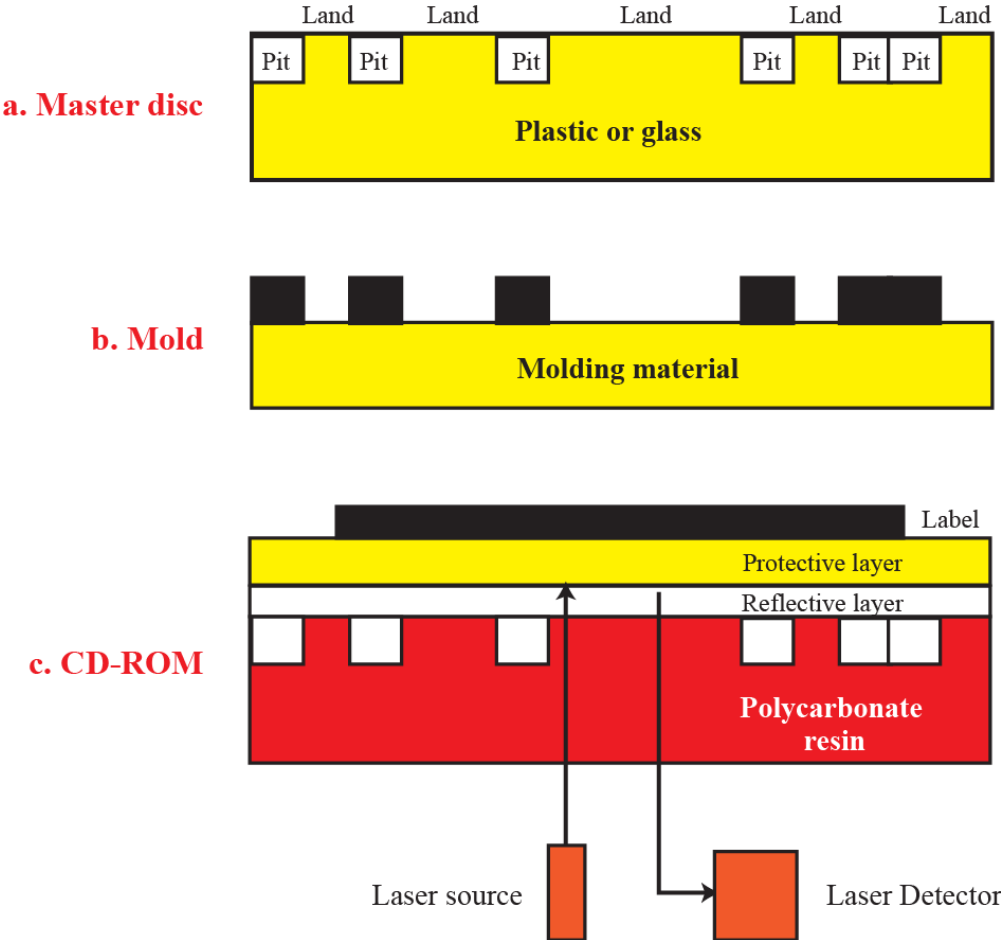 Land Land Land Land Land
Pit Pit Pit Pit Pit Pit
a. Master disc
Plastic or glass
b. Mold
Molding material
Label
Protective layer
Reflective layer
c. CD-ROM
Polycarbonate
resin
Laser source
Laser Detector